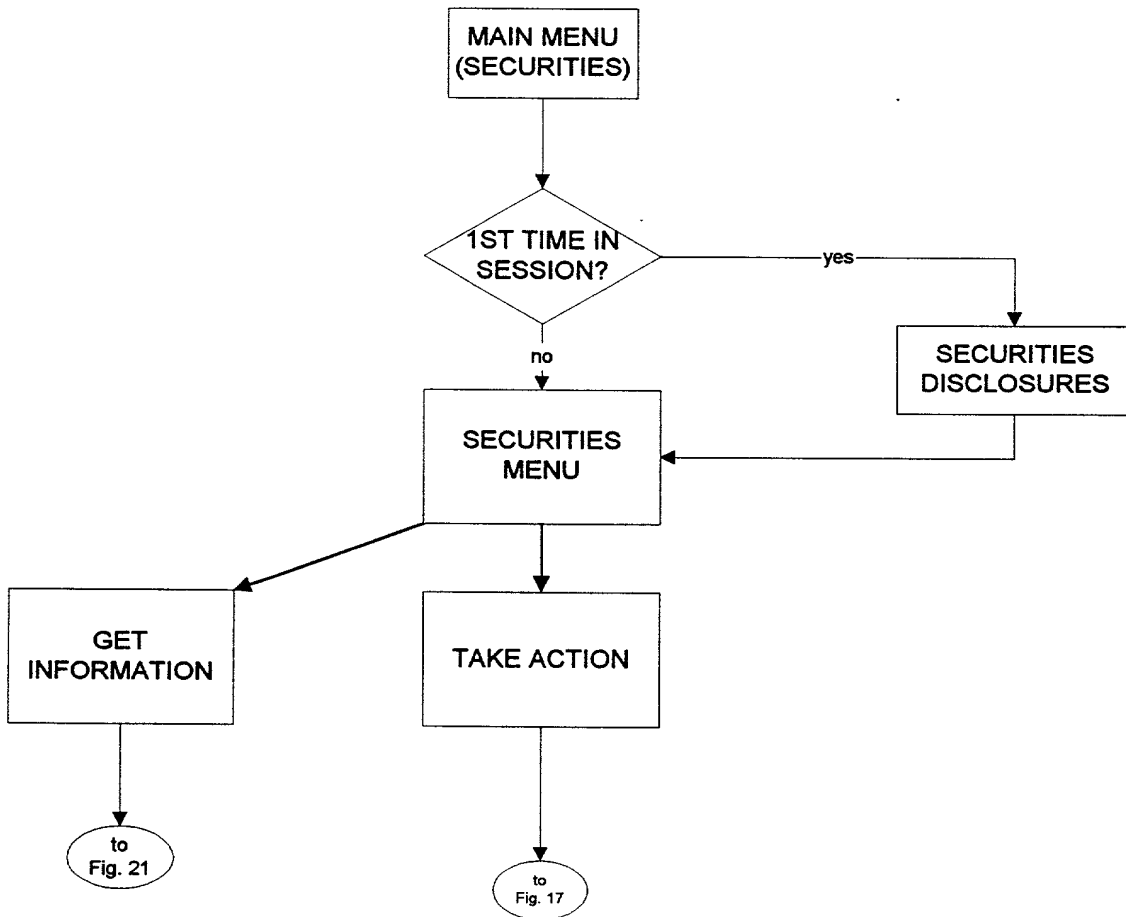 MAIN MENU
(SECURITIES)
1ST TIME IN
SESSION?
yes
SECURITIES
DISCLOSURES
no
SECURITIES
MENU
GET
INFORMATION
TAKE ACTION
to
Fig. 21
to
Fig. 17